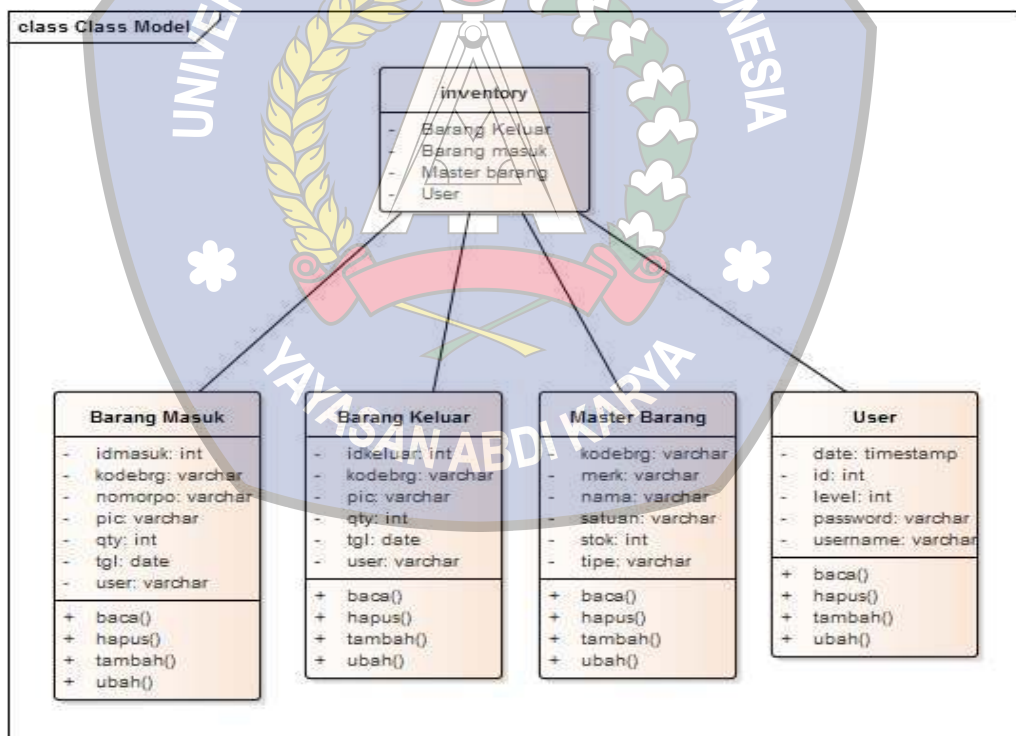 class Class Model
UNIVER
ONESIA
inventory
- Barang Keluar
- Barang masuk
- Master barang
- User
YAYASAN ABDI KARYA
Barang Masuk
- idmasuk: int
- kodebrg: varchar
- nomorpo: varchar
- pic: varchar
- qty: int
- tgl: date
- user: varchar
+ baca()
+ hapus()
+ tambah()
+ ubah()
Barang Keluar
- idkeluar: int
- kodebrg: varchar
- pic: varchar
- qty: int
- tgl: date
- user: varchar
+ baca()
+ hapus()
+ tambah()
+ ubah()
Master Barang
- kodebrg: varchar
- merk: varchar
- nama: varchar
- satuan: varchar
- stok: int
- tipe: varchar
+ baca()
+ hapus()
+ tambah()
+ ubah()
User
- date: timestamp
- id: int
- level: int
- password: varchar
- username: varchar
+ baca()
+ hapus()
+ tambah()
+ ubah()